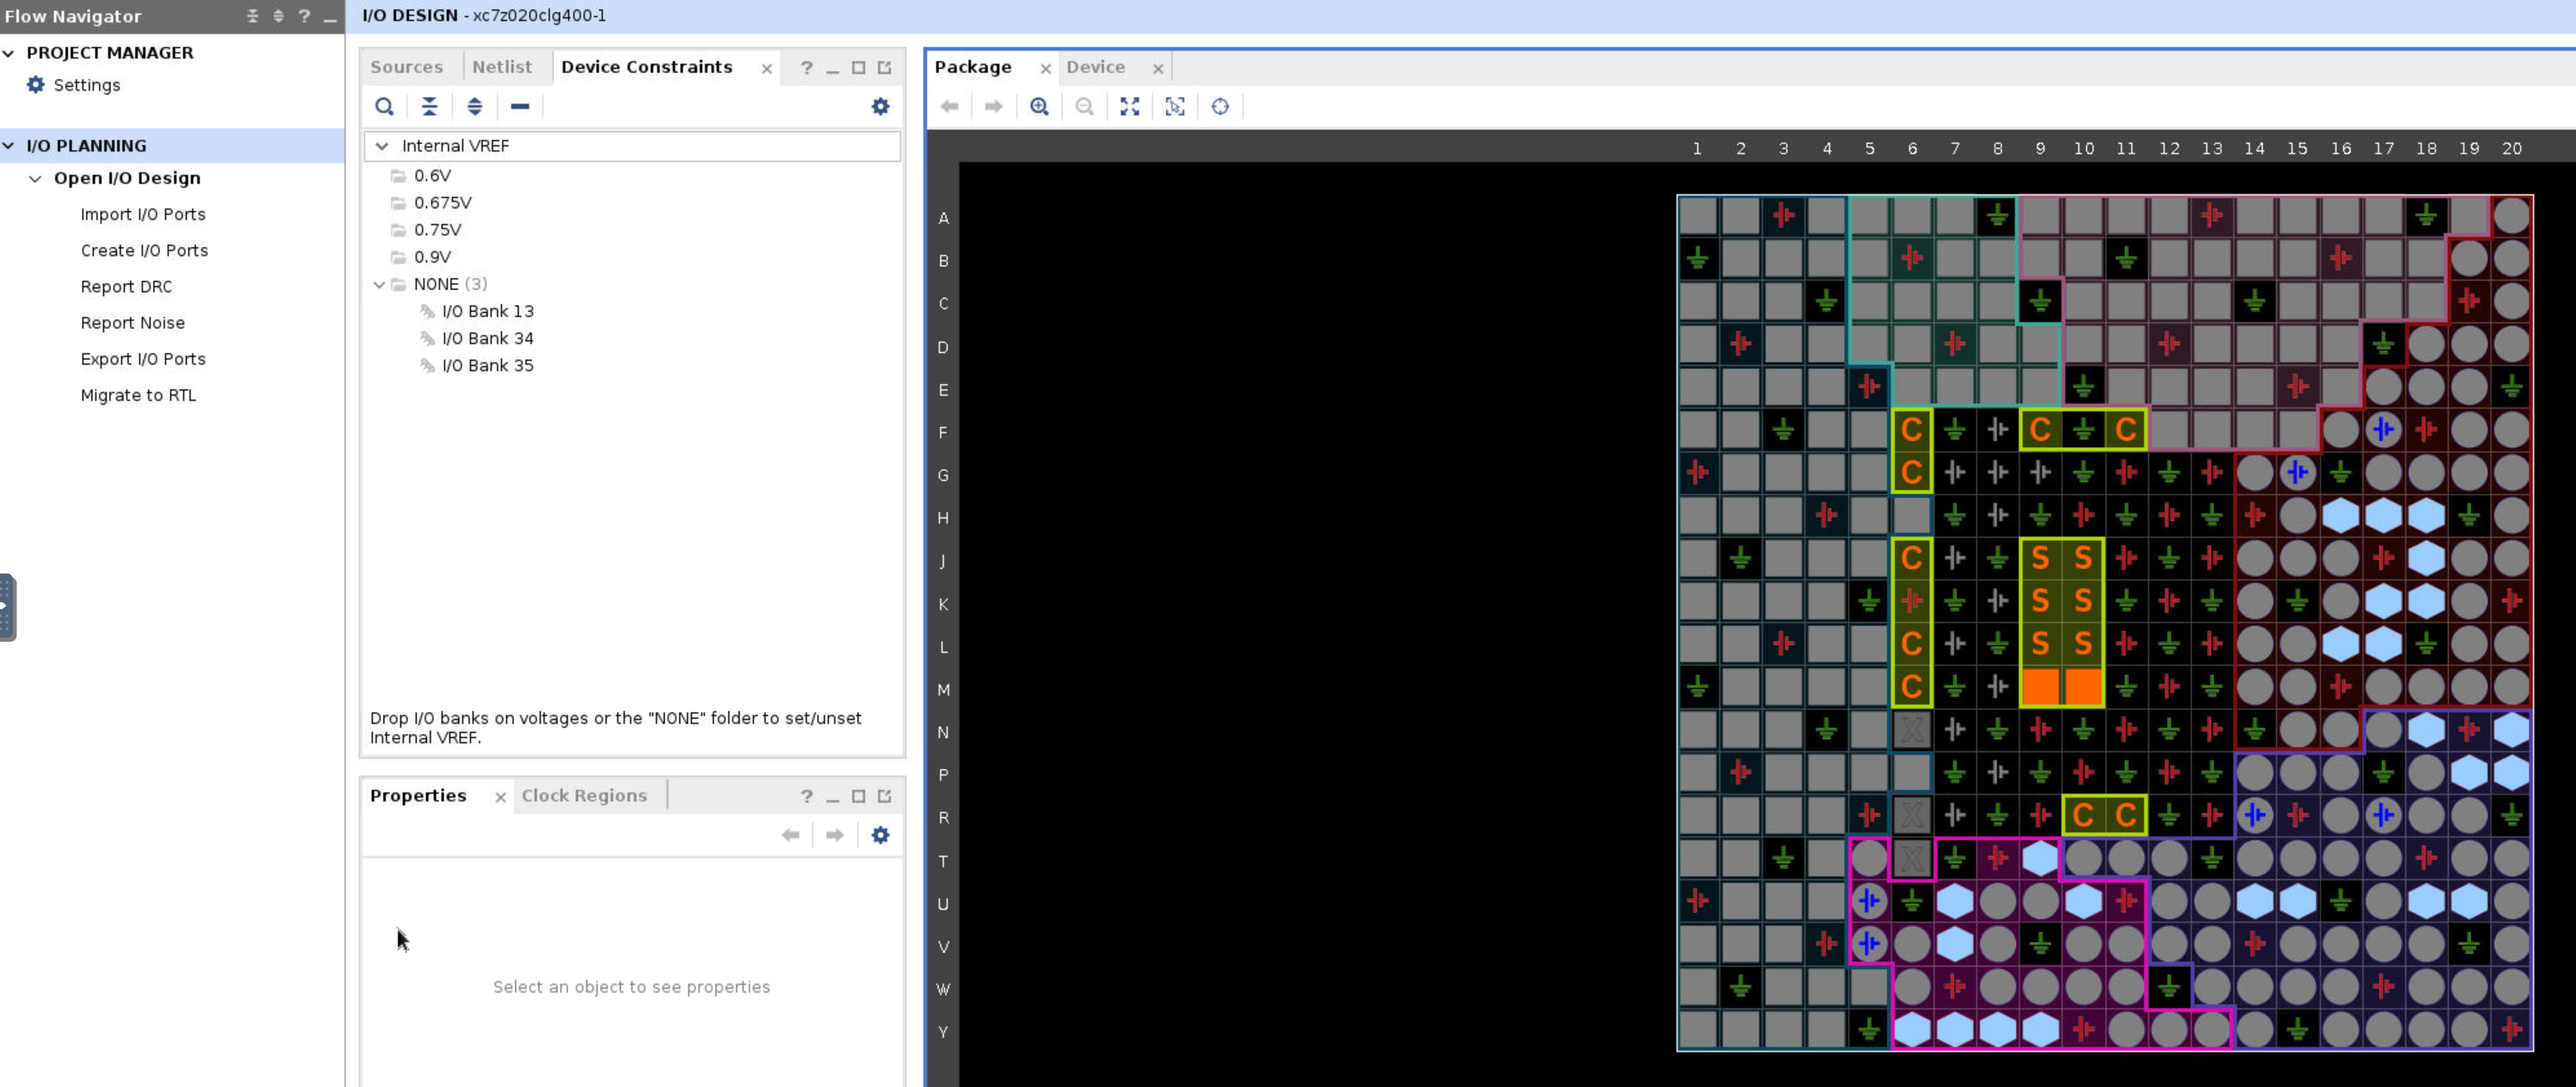 Flow Navigator
?
PROJECT MANAGER
Settings
I/O PLANNING
Open I/O Design
Import I/O Ports
Create I/O Ports
Report DRC
Report Noise
Export I/O Ports
Migrate to RTL
I/O DESIGN - xc7z020clg400-1
Sources Netlist Device Constraints ?
Internal VREF
0.6V
0.675V
0.75V
0.9V
NONE (3)
I/O Bank 13
I/O Bank 34
I/O Bank 35
Drop I/O banks on voltages or the "NONE" folder to set/unset
Internal VREF.
Properties Clock Regions ?
Select an object to see properties
Package Device
1 2 3 4 5 6 7 8 9 10 11 12 13 14 15 16 17 18 19 20
A
B
C
D
E
F C C C
G C
H
J C S S
K S S
L C S S
M C
N X
P
R X C C
T X
U
V
W
Y